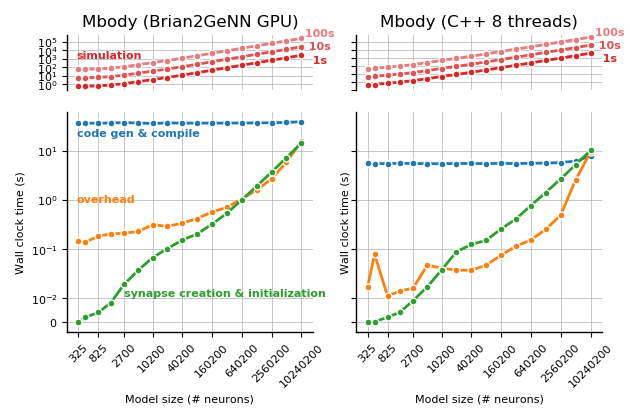 Mbody (Brian2GeNN GPU)
Mbody (C++ 8 threads)
10⁵
10⁴
10³
10²
10¹
10⁰
simulation
100s
10s
1s
100s
10s
1s
Wall clock time (s)
10¹
10⁰
10⁻¹
10⁻²
0
code gen & compile
overhead
synapse creation & initialization
Wall clock time (s)
325
825
2700
10200
40200
160200
640200
2560200
10240200
325
825
2700
10200
40200
160200
640200
2560200
10240200
Model size (# neurons)
Model size (# neurons)